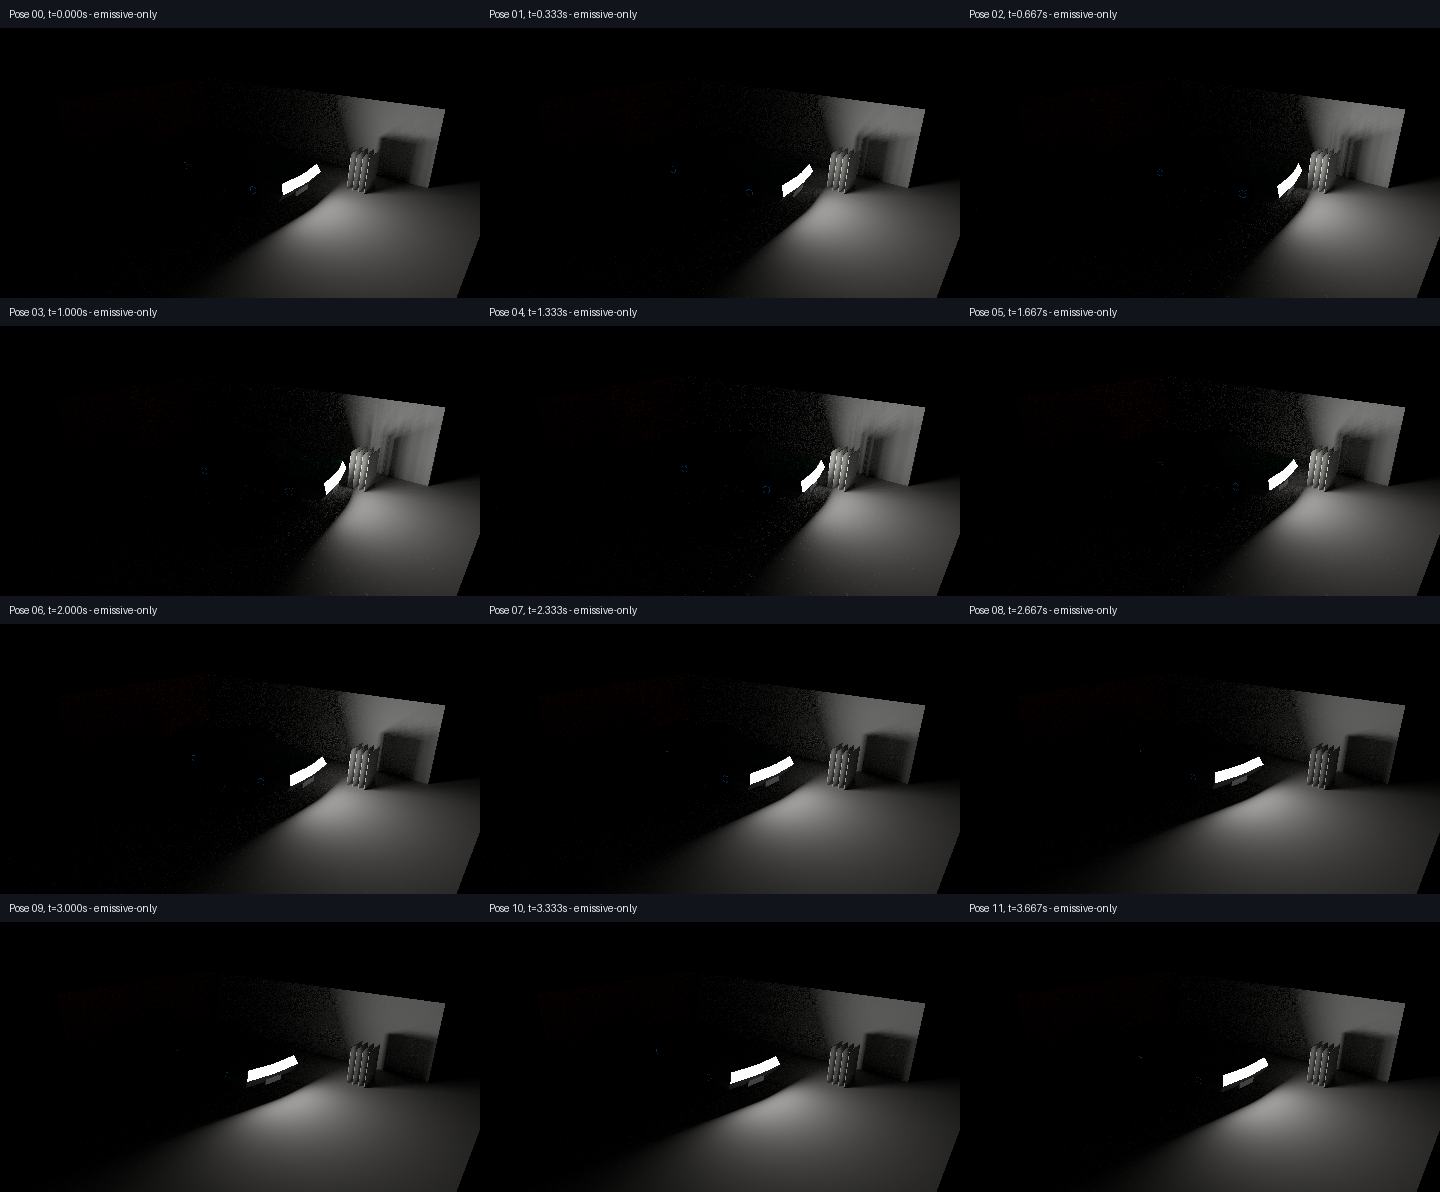 Pose 00, t=0.000s - emissive-only
Pose 01, t=0.333s - emissive-only
Pose 02, t=0.667s - emissive-only
Pose 03, t=1.000s - emissive-only
Pose 04, t=1.333s - emissive-only
Pose 05, t=1.667s - emissive-only
Pose 06, t=2.000s - emissive-only
Pose 07, t=2.333s - emissive-only
Pose 08, t=2.667s - emissive-only
Pose 09, t=3.000s - emissive-only
Pose 10, t=3.333s - emissive-only
Pose 11, t=3.667s - emissive-only